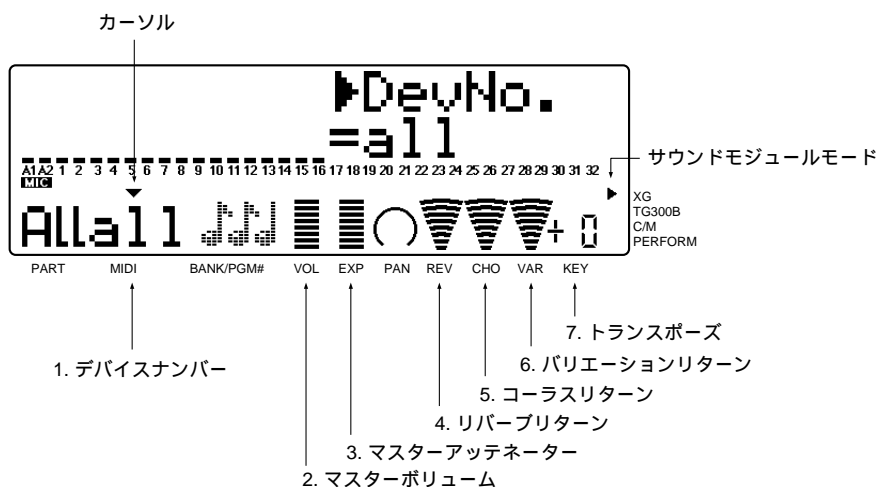 カーソル
▶DevNo.
=all
サウンドモジュールモード
A1 A2 1 2 3 4 5 6 7 8 9 10 11 12 13 14 15 16 17 18 19 20 21 22 23 24 25 26 27 28 29 30 31 32
MIC
XG
TG300B
C/M
PERFORM
Allall + 0
PART MIDI BANK/PGM# VOL EXP PAN REV CHO VAR KEY
7. トランスポーズ
1. デバイスナンバー
6. バリエーションリターン
5. コーラスリターン
4. リバーブリターン
3. マスターアッテネーター
2. マスターボリューム